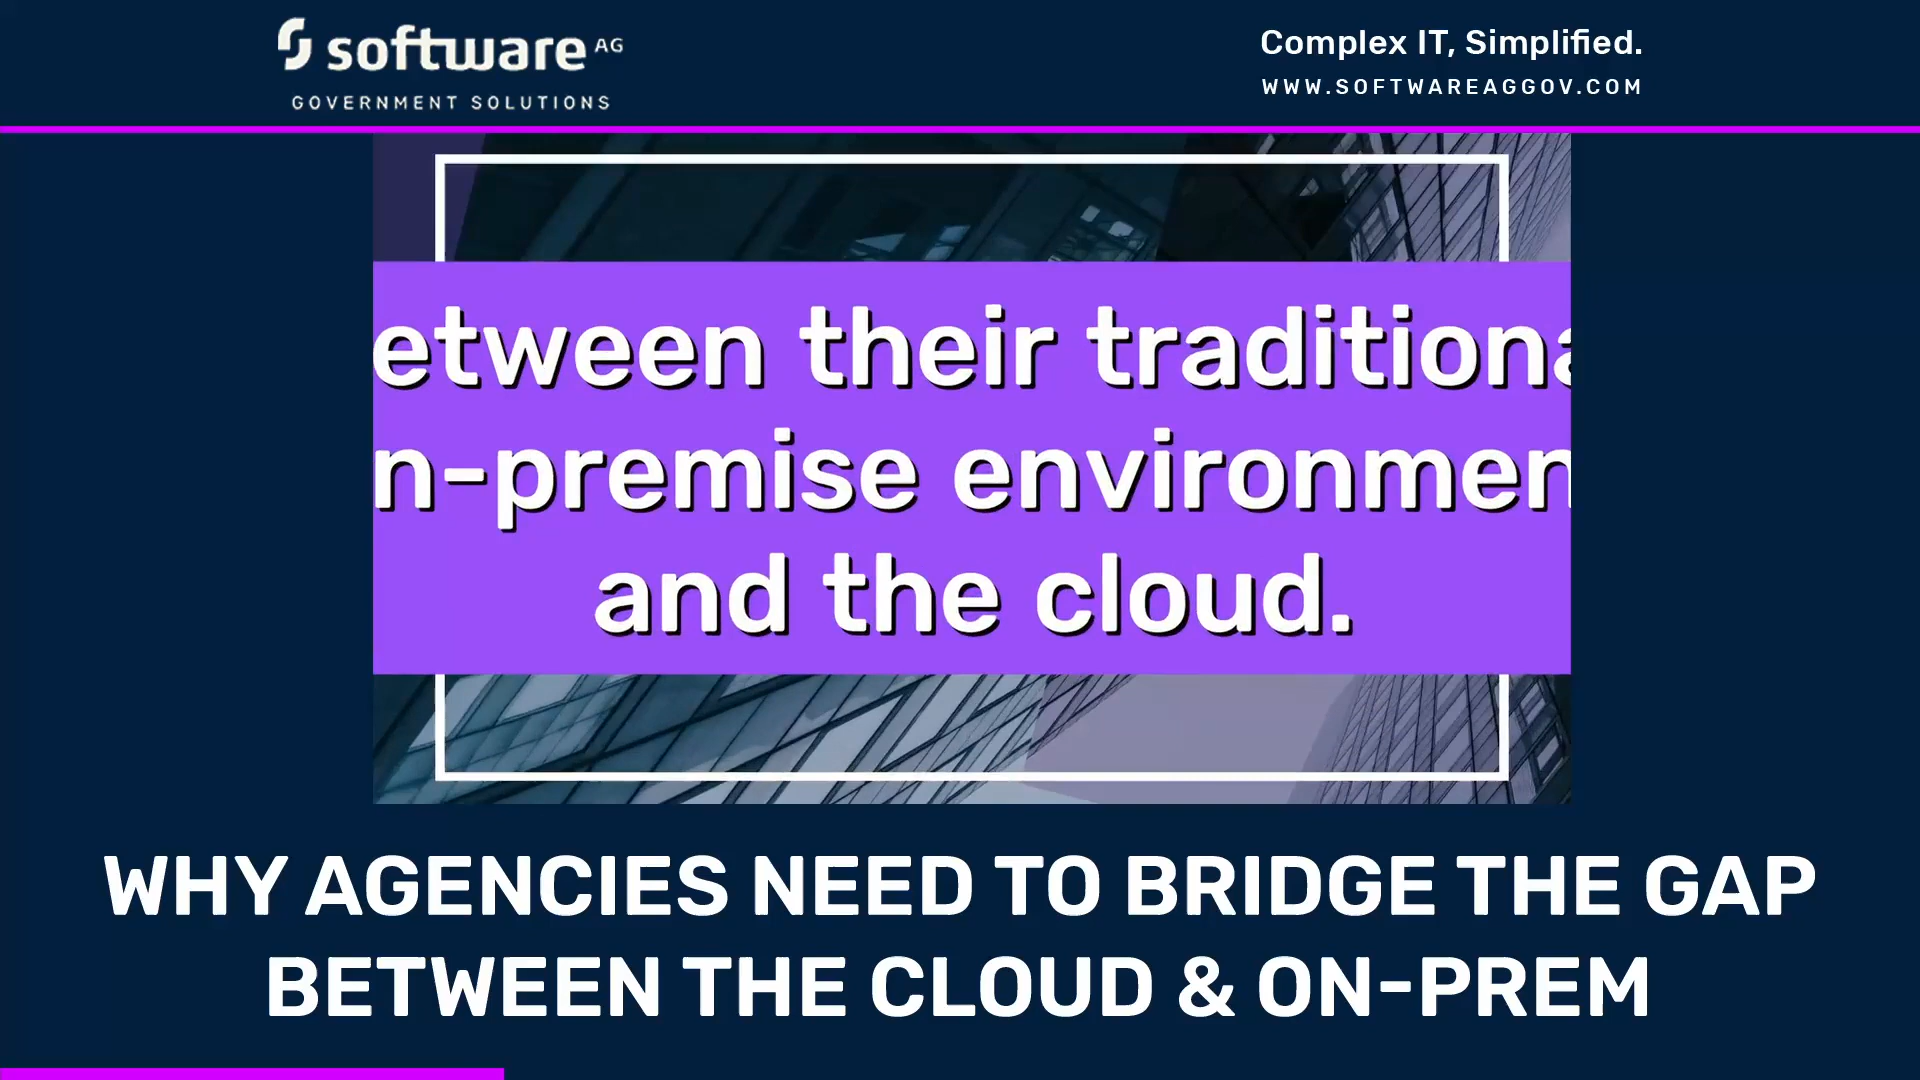 software AG
GOVERNMENT SOLUTIONS
Complex IT, Simplified.
WWW.SOFTWAREAGGOV.COM
etween their traditiona
n-premise environmen
and the cloud.
WHY AGENCIES NEED TO BRIDGE THE GAP
BETWEEN THE CLOUD & ON-PREM